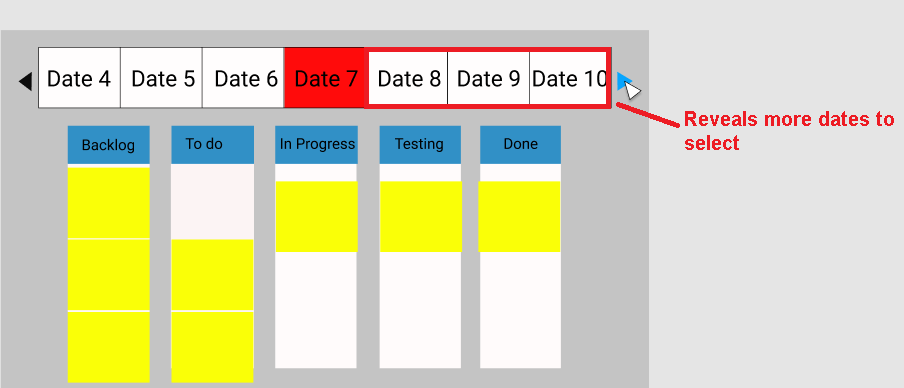 Date 4 Date 5 Date 6 Date 7 Date 8 Date 9 Date 10
Reveals more dates to
select
Backlog To do In Progress Testing Done